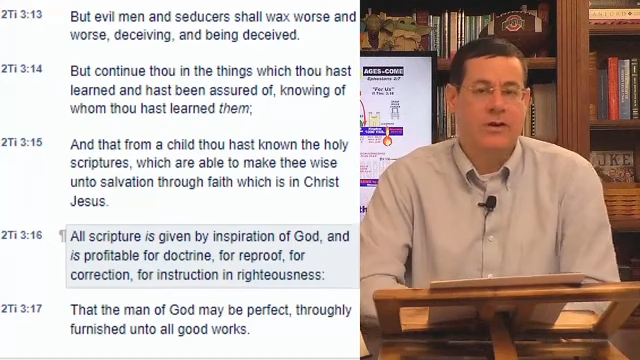 2Ti 3:13 But evil men and seducers shall wax worse and
worse, deceiving, and being deceived.
2Ti 3:14 But continue thou in the things which thou hast
learned and hast been assured of, knowing of
whom thou hast learned them;
2Ti 3:15 And that from a child thou hast known the holy
scriptures, which are able to make thee wise
unto salvation through faith which is in Christ
Jesus.
2Ti 3:16 ¶ All scripture is given by inspiration of God, and
is profitable for doctrine, for reproof, for
correction, for instruction in righteousness:
2Ti 3:17 That the man of God may be perfect, throughly
furnished unto all good works.
AGES to COME
Ephesians 2:7
"For Us"